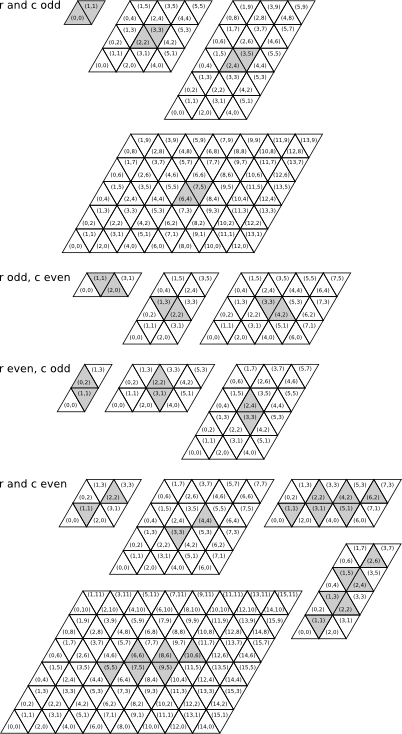 r and c odd
(1,1)
(0,0)
(1,5) (3,5) (5,5)
(0,4) (2,4) (4,4)
(1,3) (3,3) (5,3)
(0,2) (2,2) (4,2)
(1,1) (3,1) (5,1)
(0,0) (2,0) (4,0)
(1,9) (3,9) (5,9)
(0,8) (2,8) (4,8)
(1,7) (3,7) (5,7)
(0,6) (2,6) (4,6)
(1,5) (3,5) (5,5)
(0,4) (2,4) (4,4)
(1,3) (3,3) (5,3)
(0,2) (2,2) (4,2)
(1,1) (3,1) (5,1)
(0,0) (2,0) (4,0)
(1,9) (3,9) (5,9) (7,9) (9,9) (11,9) (13,9)
(0,8) (2,8) (4,8) (6,8) (8,8) (10,8) (12,8)
(1,7) (3,7) (5,7) (7,7) (9,7) (11,7) (13,7)
(0,6) (2,6) (4,6) (6,6) (8,6) (10,6) (12,6)
(1,5) (3,5) (5,5) (7,5) (9,5) (11,5) (13,5)
(0,4) (2,4) (4,4) (6,4) (8,4) (10,4) (12,4)
(1,3) (3,3) (5,3) (7,3) (9,3) (11,3) (13,3)
(0,2) (2,2) (4,2) (6,2) (8,2) (10,2) (12,2)
(1,1) (3,1) (5,1) (7,1) (9,1) (11,1) (13,1)
(0,0) (2,0) (4,0) (6,0) (8,0) (10,0) (12,0)
r odd, c even
(1,1) (3,1)
(0,0) (2,0)
(1,5) (3,5)
(0,4) (2,4)
(1,3) (3,3)
(0,2) (2,2)
(1,1) (3,1)
(0,0) (2,0)
(1,5) (3,5) (5,5) (7,5)
(0,4) (2,4) (4,4) (6,4)
(1,3) (3,3) (5,3) (7,3)
(0,2) (2,2) (4,2) (6,2)
(1,1) (3,1) (5,1) (7,1)
(0,0) (2,0) (4,0) (6,0)
r even, c odd
(1,3)
(0,2)
(1,1)
(0,0)
(1,3) (3,3) (5,3)
(0,2) (2,2) (4,2)
(1,1) (3,1) (5,1)
(0,0) (2,0) (4,0)
(1,7) (3,7) (5,7)
(0,6) (2,6) (4,6)
(1,5) (3,5) (5,5)
(0,4) (2,4) (4,4)
(1,3) (3,3) (5,3)
(0,2) (2,2) (4,2)
(1,1) (3,1) (5,1)
(0,0) (2,0) (4,0)
r and c even
(1,3) (3,3)
(0,2) (2,2)
(1,1) (3,1)
(0,0) (2,0)
(1,7) (3,7) (5,7) (7,7)
(0,6) (2,6) (4,6) (6,6)
(1,5) (3,5) (5,5) (7,5)
(0,4) (2,4) (4,4) (6,4)
(1,3) (3,3) (5,3) (7,3)
(0,2) (2,2) (4,2) (6,2)
(1,1) (3,1) (5,1) (7,1)
(0,0) (2,0) (4,0) (6,0)
(1,3) (3,3) (5,3) (7,3)
(0,2) (2,2) (4,2) (6,2)
(1,1) (3,1) (5,1) (7,1)
(0,0) (2,0) (4,0) (6,0)
(1,7) (3,7)
(0,6) (2,6)
(1,5) (3,5)
(0,4) (2,4)
(1,3) (3,3)
(0,2) (2,2)
(1,1) (3,1)
(0,0) (2,0)
(1,11) (3,11) (5,11) (7,11) (9,11) (11,11) (13,11) (15,11)
(0,10) (2,10) (4,10) (6,10) (8,10) (10,10) (12,10) (14,10)
(1,9) (3,9) (5,9) (7,9) (9,9) (11,9) (13,9) (15,9)
(0,8) (2,8) (4,8) (6,8) (8,8) (10,8) (12,8) (14,8)
(1,7) (3,7) (5,7) (7,7) (9,7) (11,7) (13,7) (15,7)
(0,6) (2,6) (4,6) (6,6) (8,6) (10,6) (12,6) (14,6)
(1,5) (3,5) (5,5) (7,5) (9,5) (11,5) (13,5) (15,5)
(0,4) (2,4) (4,4) (6,4) (8,4) (10,4) (12,4) (14,4)
(1,3) (3,3) (5,3) (7,3) (9,3) (11,3) (13,3) (15,3)
(0,2) (2,2) (4,2) (6,2) (8,2) (10,2) (12,2) (14,2)
(1,1) (3,1) (5,1) (7,1) (9,1) (11,1) (13,1) (15,1)
(0,0) (2,0) (4,0) (6,0) (8,0) (10,0) (12,0) (14,0)